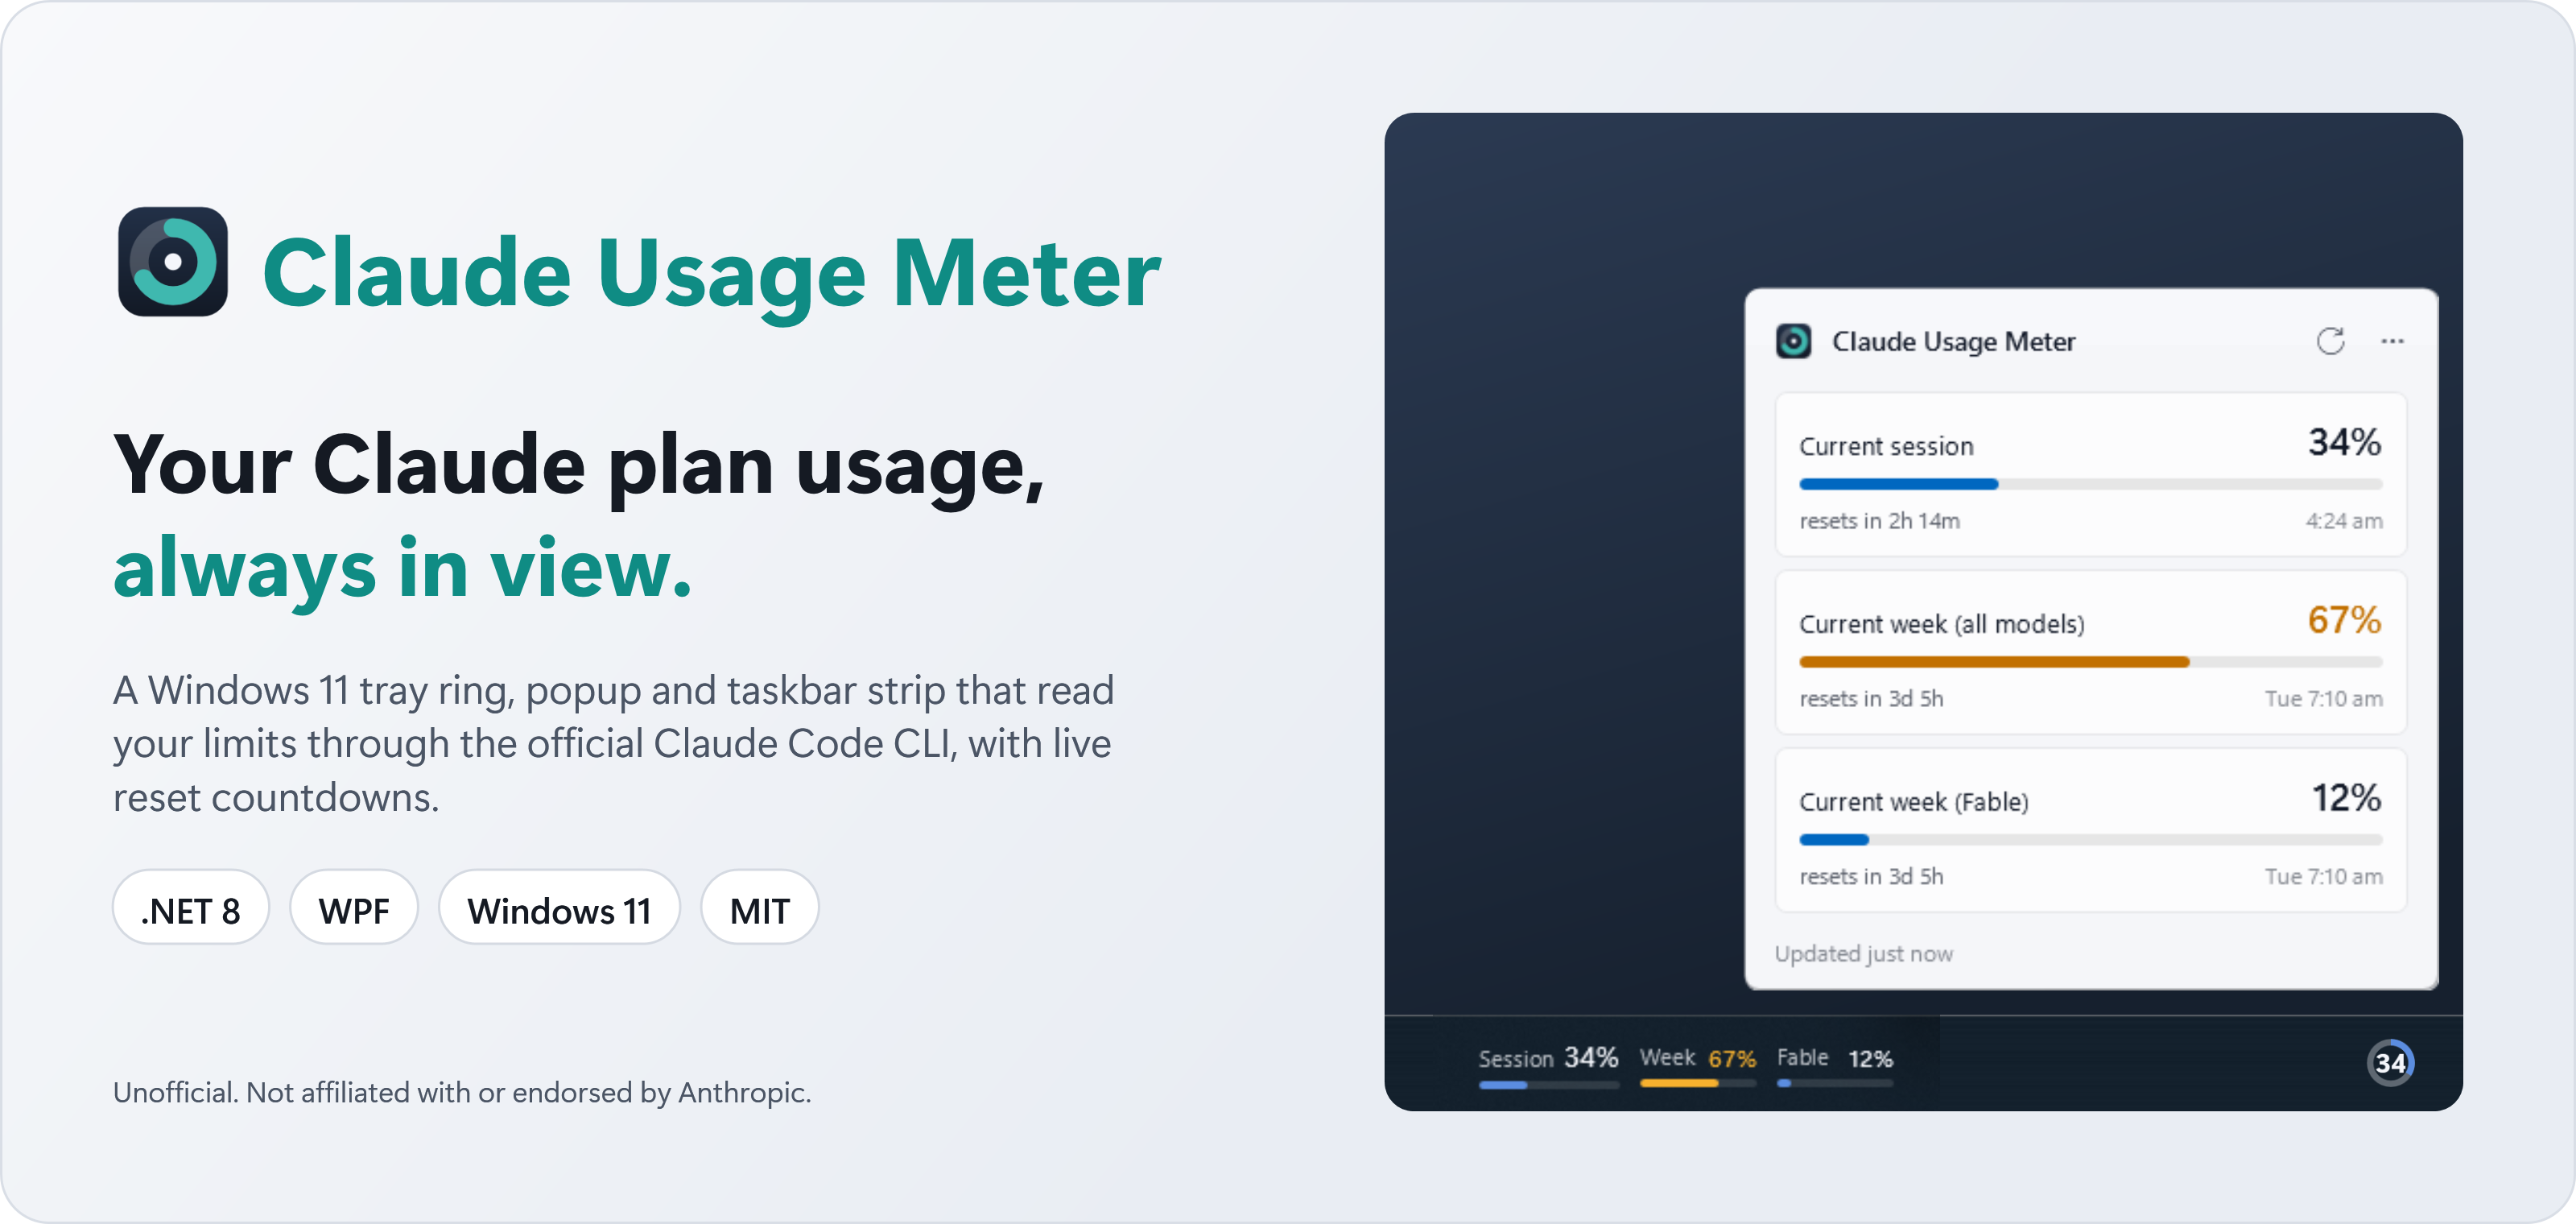 Claude Usage Meter
Your Claude plan usage,
always in view.
A Windows 11 tray ring, popup and taskbar strip that read
your limits through the official Claude Code CLI, with live
reset countdowns.
.NET 8 WPF Windows 11 MIT
Unofficial. Not affiliated with or endorsed by Anthropic.
Claude Usage Meter
Current session 34%
resets in 2h 14m 4:24 am
Current week (all models) 67%
resets in 3d 5h Tue 7:10 am
Current week (Fable) 12%
resets in 3d 5h Tue 7:10 am
Updated just now
Session 34% Week 67% Fable 12% 34